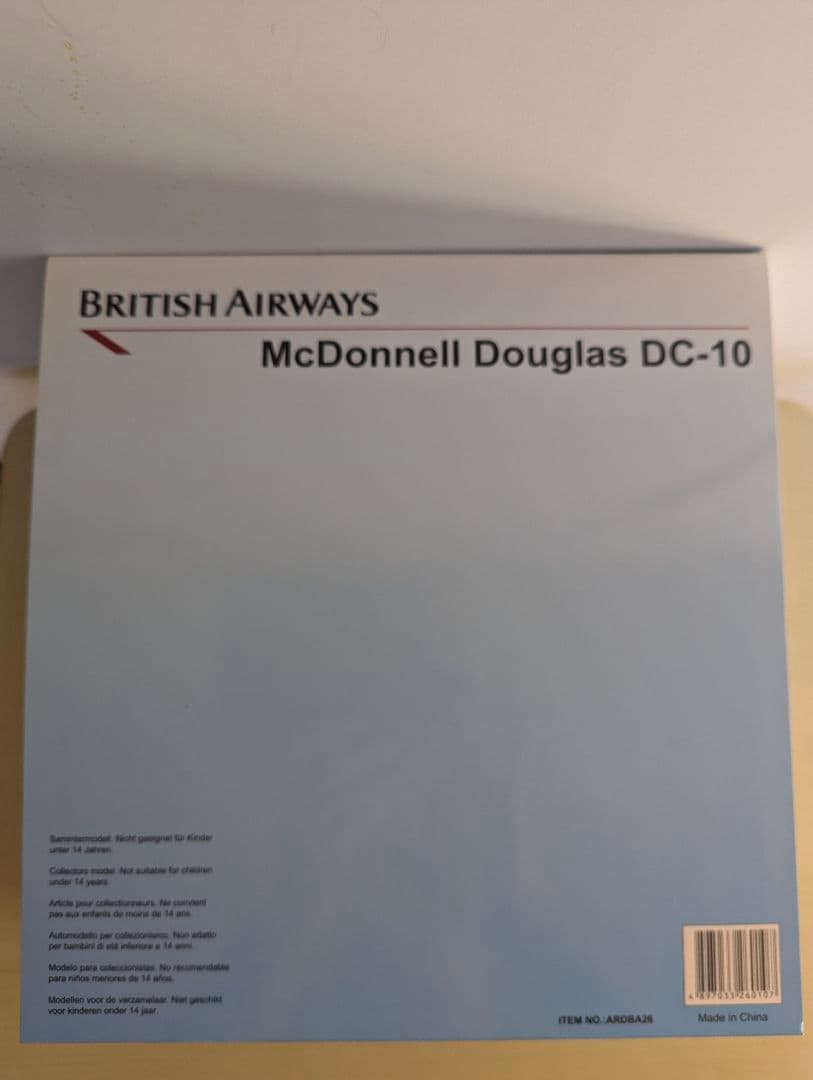 BRITISH AIRWAYS
McDonnell Douglas DC-10
Sammlermodell. Nicht geeignet für Kinder
unter 14 Jahren.
Collectors model. Not suitable for children
under 14 years.
Article pour collectionneurs. Ne convient
pas aux enfants de moins de 14 ans.
Automodello per collezionismo. Non adatto
per bambini di età inferiore a 14 anni
Modelo para coleccionistas. No recomendable
para niños menores de 14 años.
Modellen voor de verzamelaar. Niet geschikt
voor kinderen onder 14 jaar.
4 897033 260107
ITEM NO.:ARDBA26
Made in China